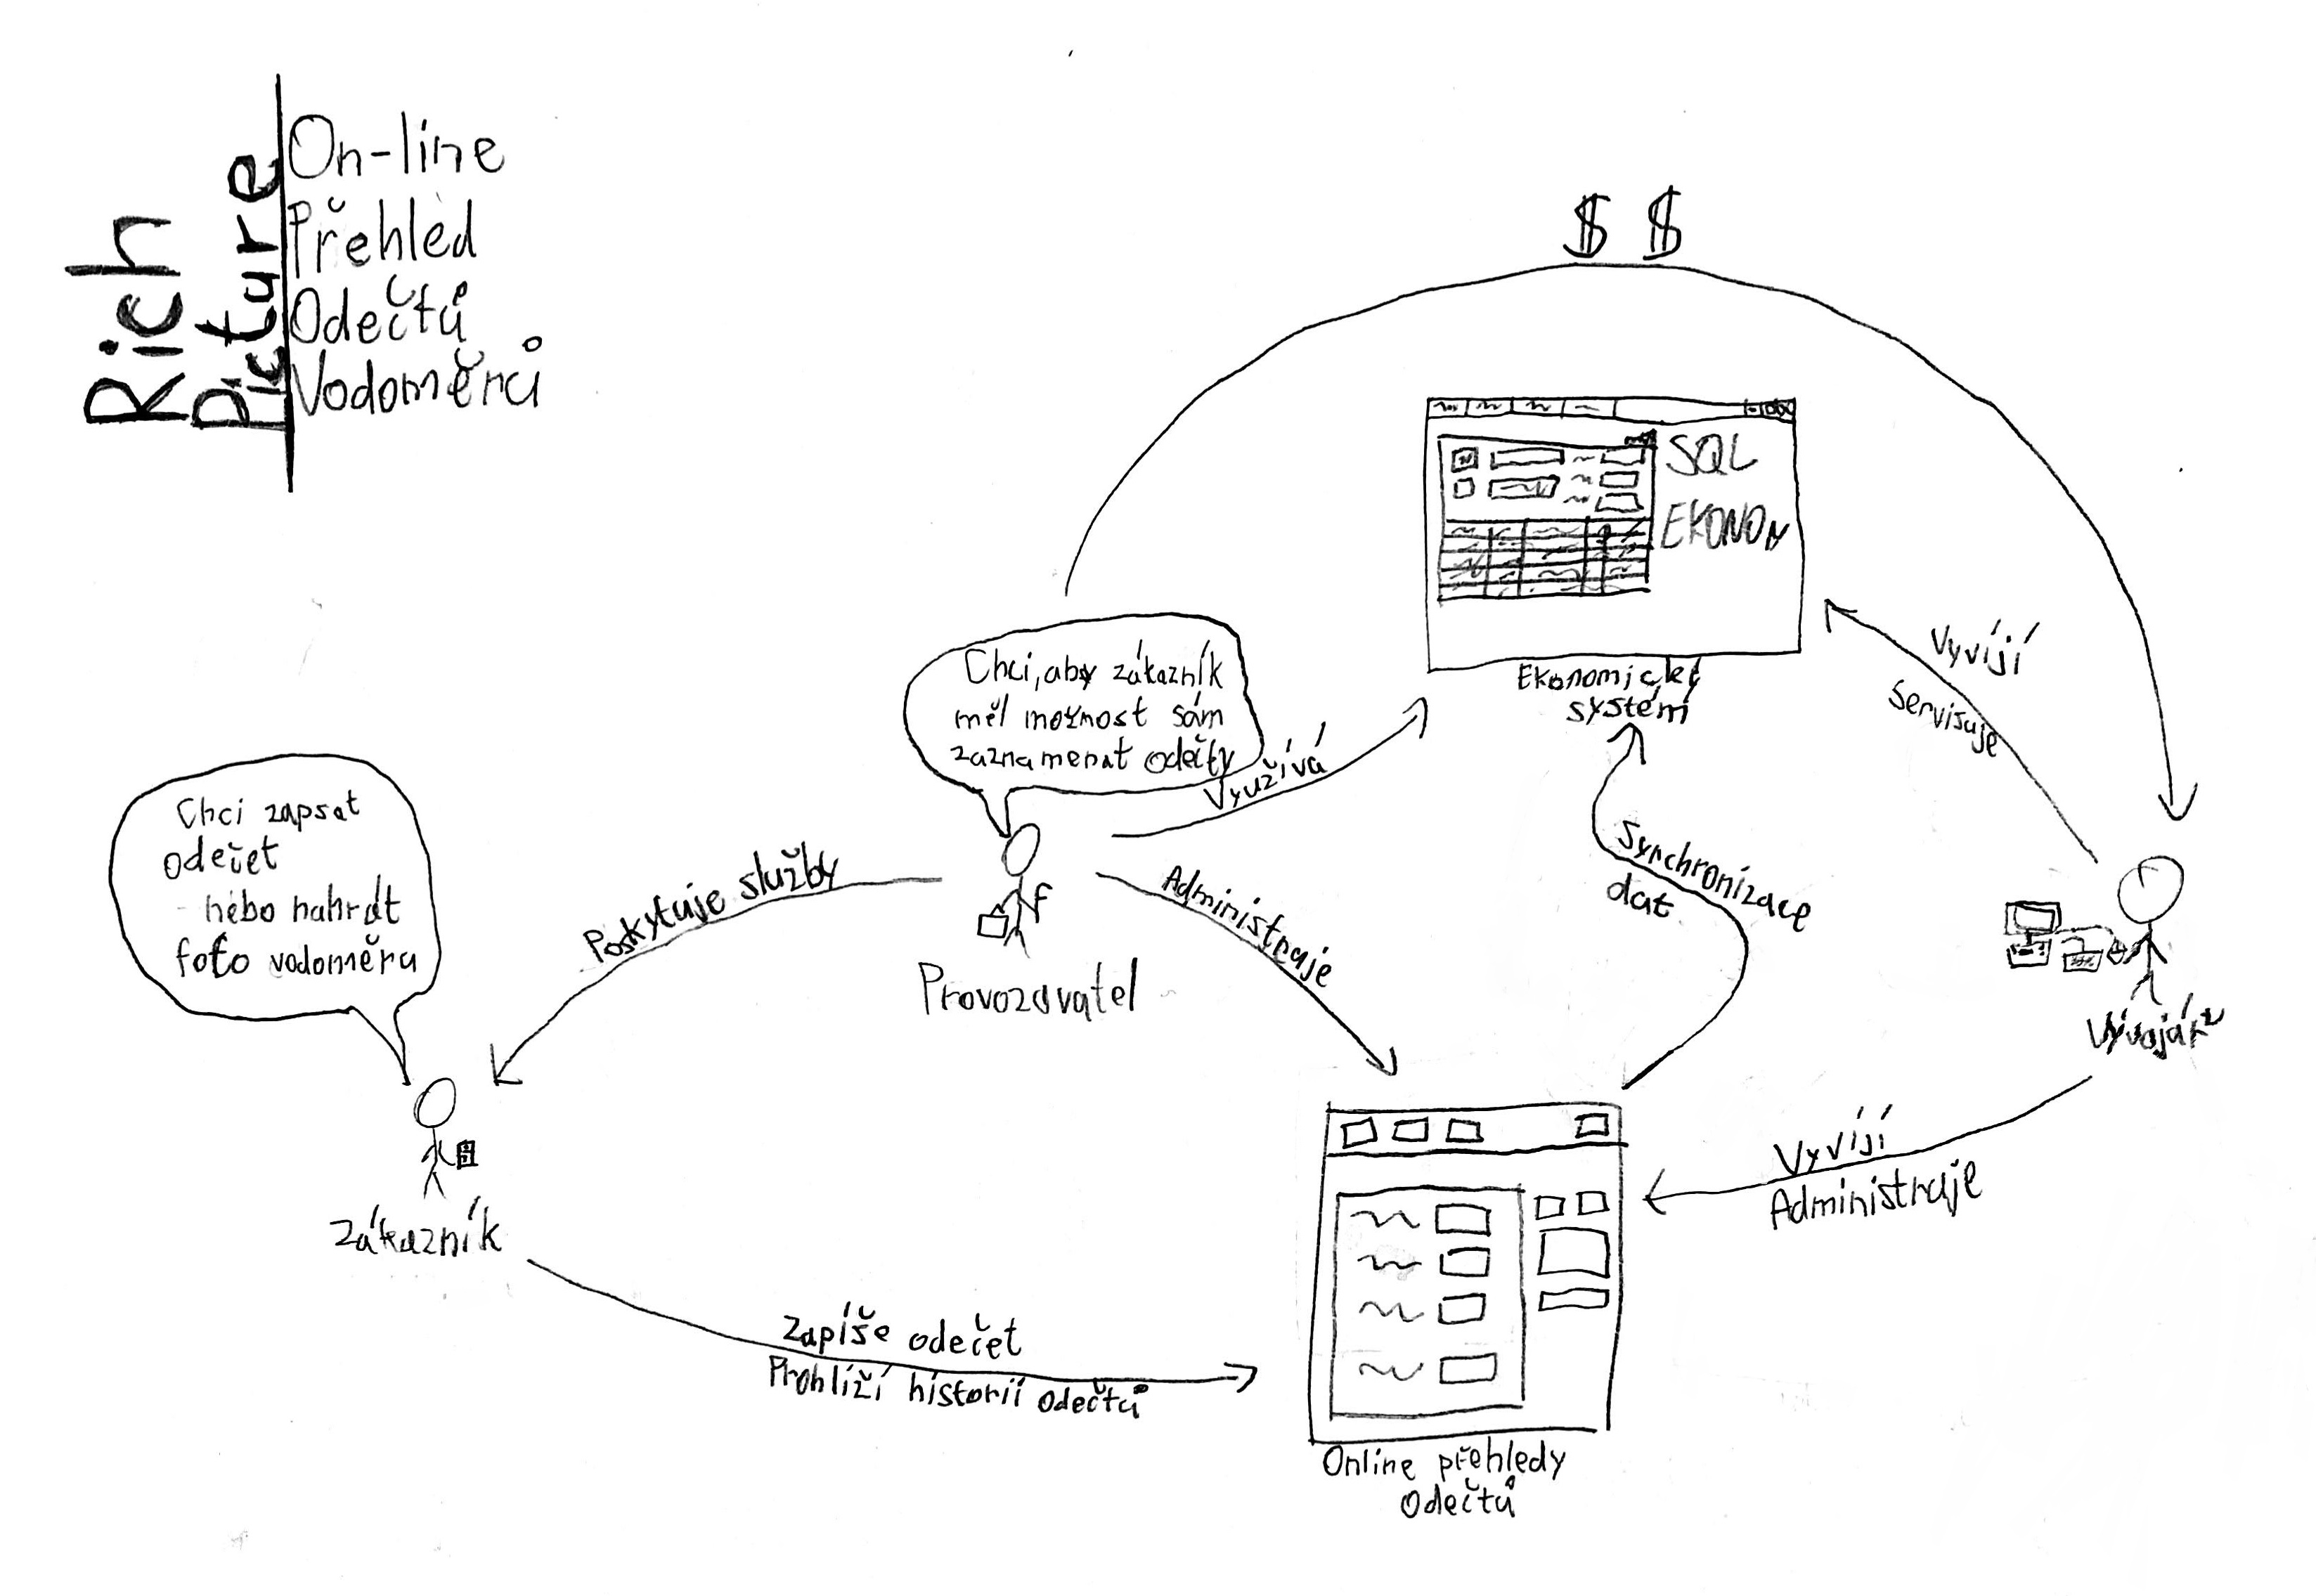 Rich
Picture
On-line
Přehled
Odečtů
Vodoměrů
$ $
SQL
EKONOM
Ekonomický
systém
Vyvíjí
Servisuje
Chci, aby zákazník
měl možnost sám
zaznamenat odečty
Využívá
Chci zapsat
odečet
- nebo nahrát
foto vodoměru
Poskytuje služby
Administruje
Synchronizace
dat
Provozovatel
Vývojář
Zákazník
Vyvíjí
Administruje
Zapíše odečet
Prohlíží historii odečtů
Online přehledy
Odečtů